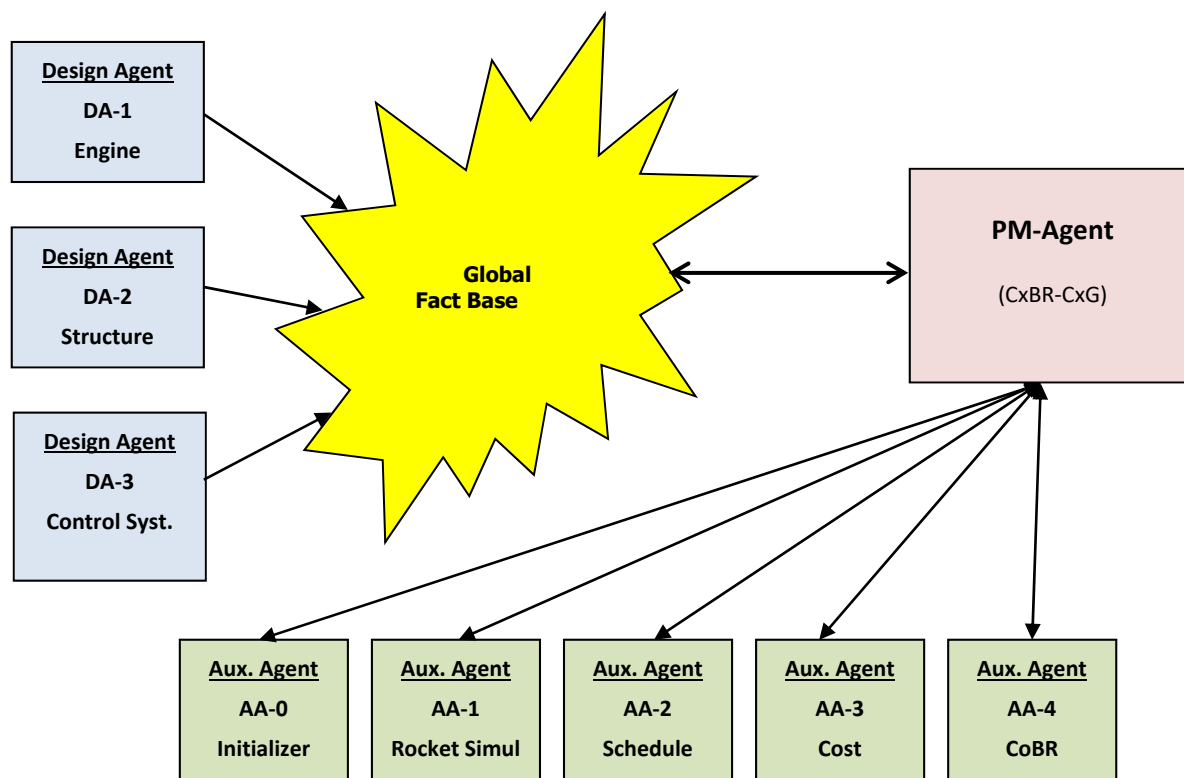 Design Agent
DA-1
Engine
Design Agent
DA-2
Structure
Design Agent
DA-3
Control Syst.
Global
Fact Base
PM-Agent
(CxBR-CxG)
Aux. Agent
AA-0
Initializer
Aux. Agent
AA-1
Rocket Simul
Aux. Agent
AA-2
Schedule
Aux. Agent
AA-3
Cost
Aux. Agent
AA-4
CoBR